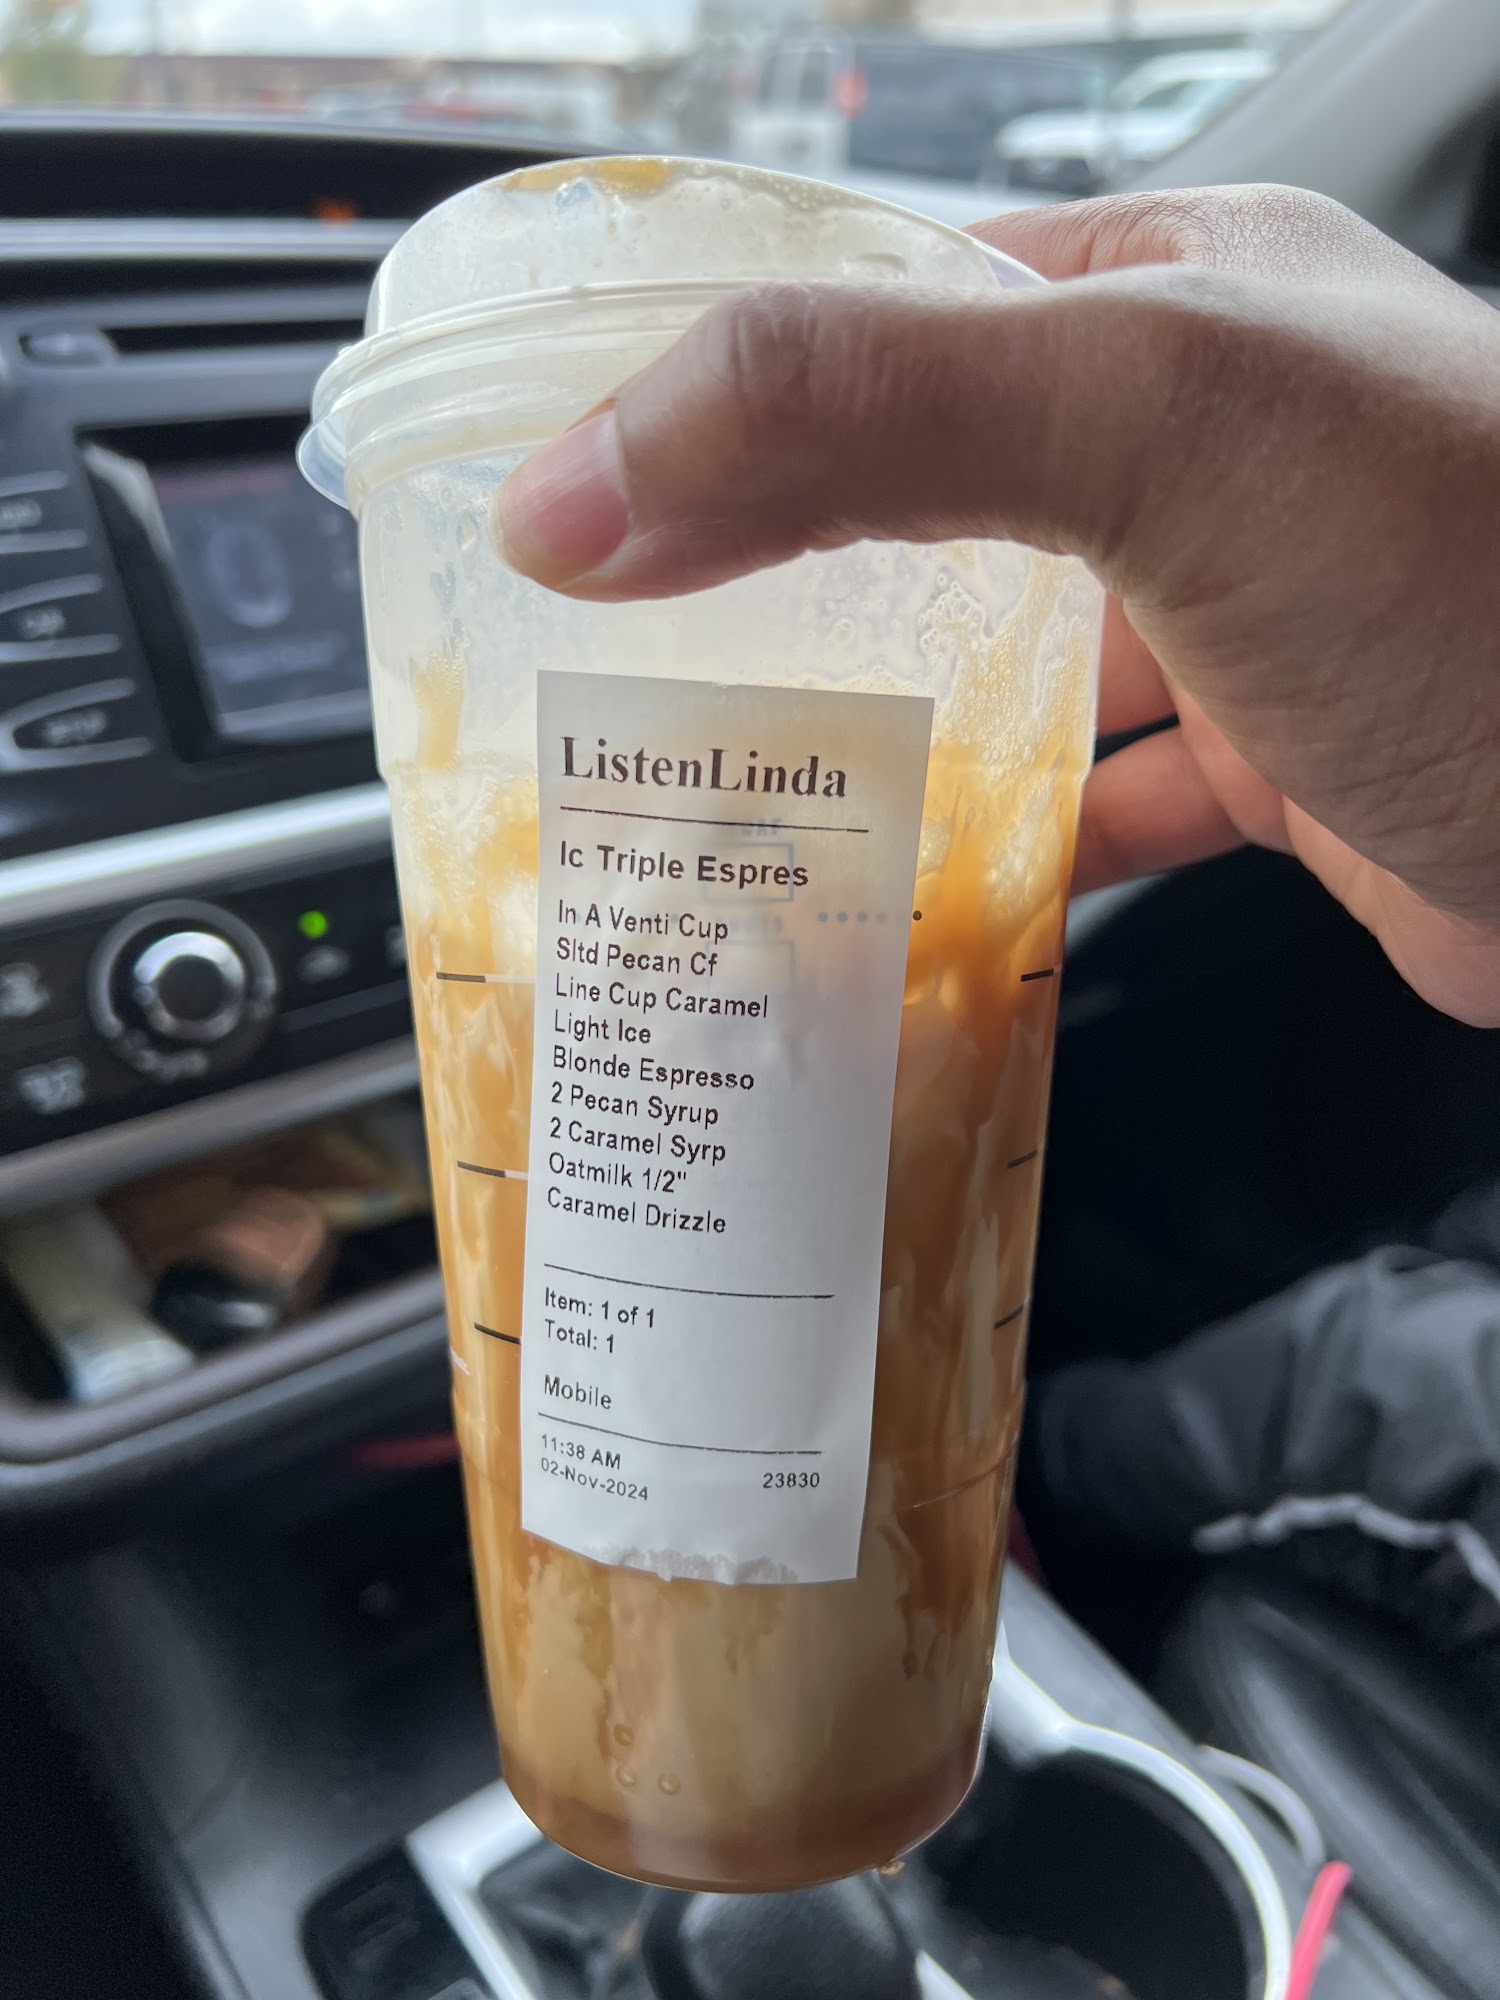 ListenLinda
Ic Triple Espres
In A Venti Cup
Sltd Pecan Cf
Line Cup Caramel
Light Ice
Blonde Espresso
2 Pecan Syrup
2 Caramel Syrp
Oatmilk 1/2"
Caramel Drizzle
Item: 1 of 1
Total: 1
Mobile
11:38 AM
02-Nov-2024 23830